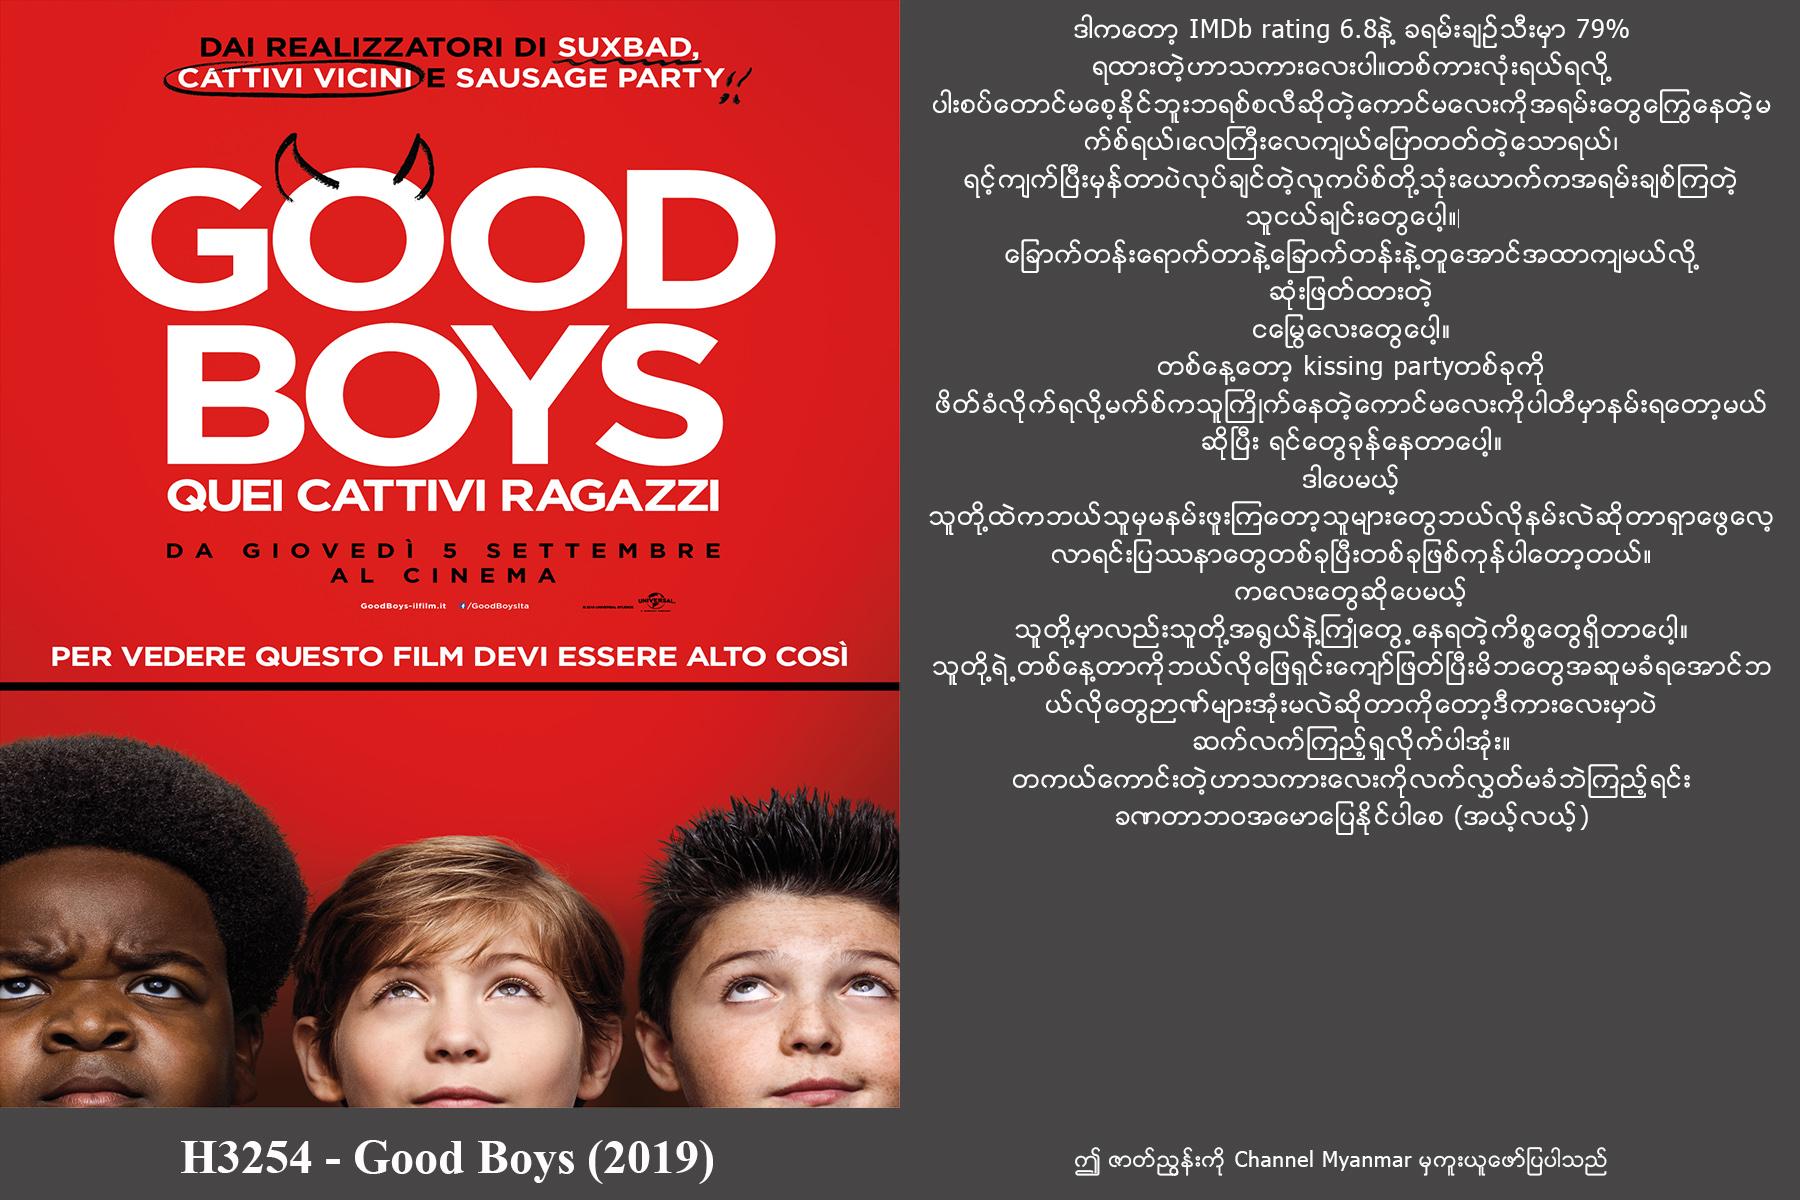 DAI REALIZZATORI DI SUXBAD,
CATTIVI VICINI E SAUSAGE PARTY!!
GOOD
BOYS
QUEI CATTIVI RAGAZZI
DA GIOVEDÌ 5 SETTEMBRE
AL CINEMA
GoodBoys-ilfilm.it f/GoodBoysIta
UNIVERSAL
PER VEDERE QUESTO FILM DEVI ESSERE ALTO COSÌ
H3254 - Good Boys (2019)
ဒါကတော့ IMDb rating 6.8နဲ့ ခရမ်းချဉ်သီးမှာ 79%
ရထားတဲ့ဟာသကားလေးပါ။တစ်ကားလုံးရယ်ရလို့
ပါးစပ်တောင်မစေ့နိုင်ဘူးဘရစ်စလီဆိုတဲ့ကောင်မလေးကိုအရမ်းတွေကြွေနေတဲ့မ
က်စ်ရယ်၊လေကြီးလေကျယ်ပြောတတ်တဲ့သောရယ်၊
ရင့်ကျက်ပြီးမှန်တာပဲလုပ်ချင်တဲ့လူကပ်စ်တို့သုံးယောက်ကအရမ်းချစ်ကြတဲ့
သူငယ်ချင်းတွေပေါ့။
ခြောက်တန်းရောက်တာနဲ့ခြောက်တန်းနဲ့တူအောင်အထာကျမယ်လို့
ဆုံးဖြတ်ထားတဲ့
ငမြွေလေးတွေပေါ့။
တစ်နေ့တော့ kissing partyတစ်ခုကို
ဖိတ်ခံလိုက်ရလို့မက်စ်ကသူကြိုက်နေတဲ့ကောင်မလေးကိုပါတီမှာနမ်းရတော့မယ်
ဆိုပြီး ရင်တွေခုန်နေတာပေါ့။
ဒါပေမယ့်
သူတို့ထဲကဘယ်သူမှမနမ်းဖူးကြတော့သူများတွေဘယ်လိုနမ်းလဲဆိုတာရှာဖွေလေ့
လာရင်းပြဿနာတွေတစ်ခုပြီးတစ်ခုဖြစ်ကုန်ပါတော့တယ်။
ကလေးတွေဆိုပေမယ့်
သူတို့မှာလည်းသူတို့အရွယ်နဲ့ကြုံတွေ့နေရတဲ့ကိစ္စတွေရှိတာပေါ့။
သူတို့ရဲ့တစ်နေ့တာကိုဘယ်လိုဖြေရှင်းကျော်ဖြတ်ပြီးမိဘတွေအဆူမခံရအောင်ဘ
ယ်လိုတွေဉာဏ်များအုံးမလဲဆိုတာကိုတော့ဒီကားလေးမှာပဲ
ဆက်လက်ကြည့်ရှုလိုက်ပါအုံး။
တကယ်ကောင်းတဲ့ဟာသကားလေးကိုလက်လွှတ်မခံဘဲကြည့်ရင်း
ခဏတာဘဝအမောပြေနိုင်ပါစေ (အယ့်လယ့်)
ဤ ဇာတ်ညွှန်းကို Channel Myanmar မှကူးယူဖော်ပြပါသည်